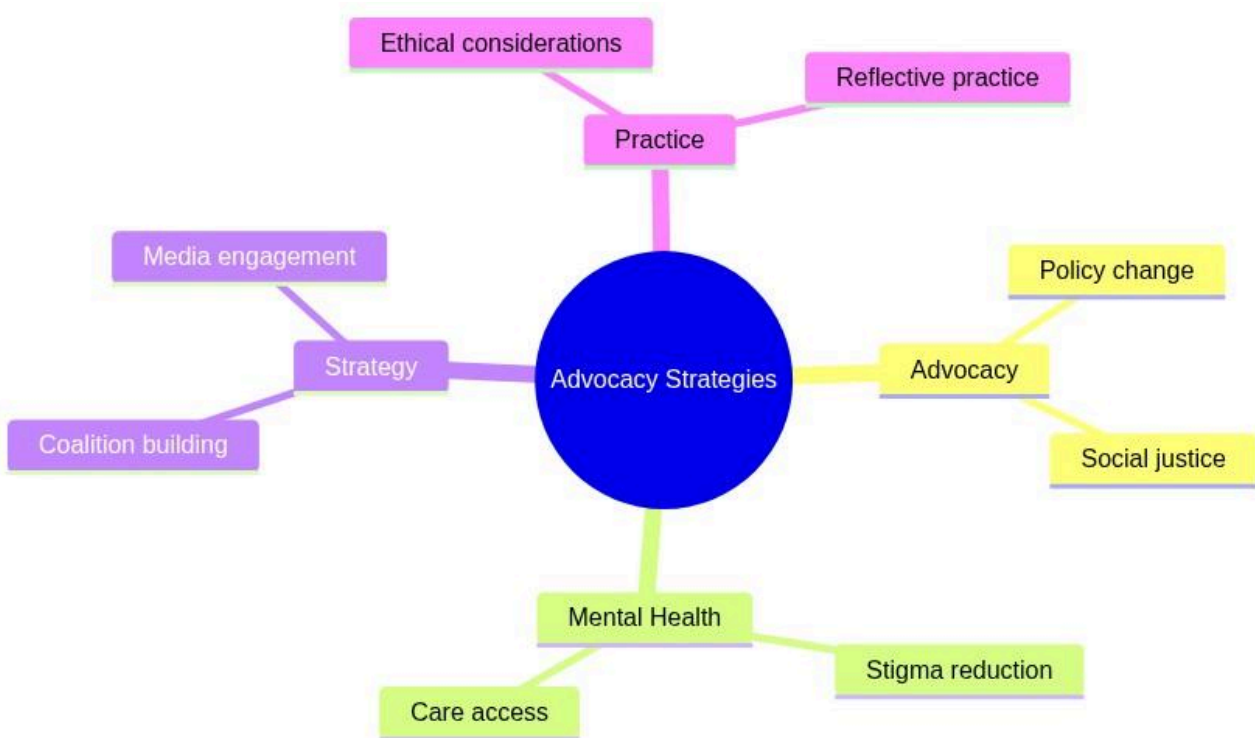 Ethical considerations
Reflective practice
Practice
Media engagement
Policy change
Strategy
Advocacy Strategies
Advocacy
Coalition building
Social justice
Mental Health
Stigma reduction
Care access